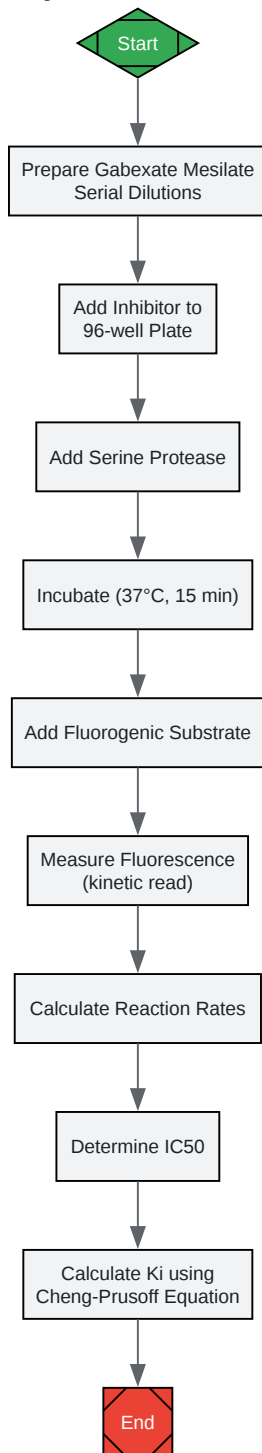 Start
Prepare Gabexate Mesilate
Serial Dilutions
Add Inhibitor to
96-well Plate
Add Serine Protease
Incubate (37°C, 15 min)
Add Fluorogenic Substrate
Measure Fluorescence
(kinetic read)
Calculate Reaction Rates
Determine IC50
Calculate Ki using
Cheng-Prusoff Equation
End